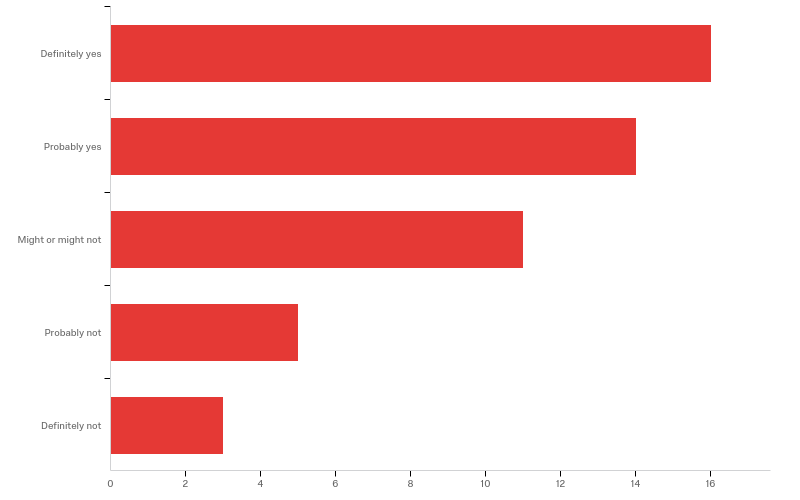 Definitely yes
Probably yes
Might or might not
Probably not
Definitely not
0 2 4 6 8 10 12 14 16